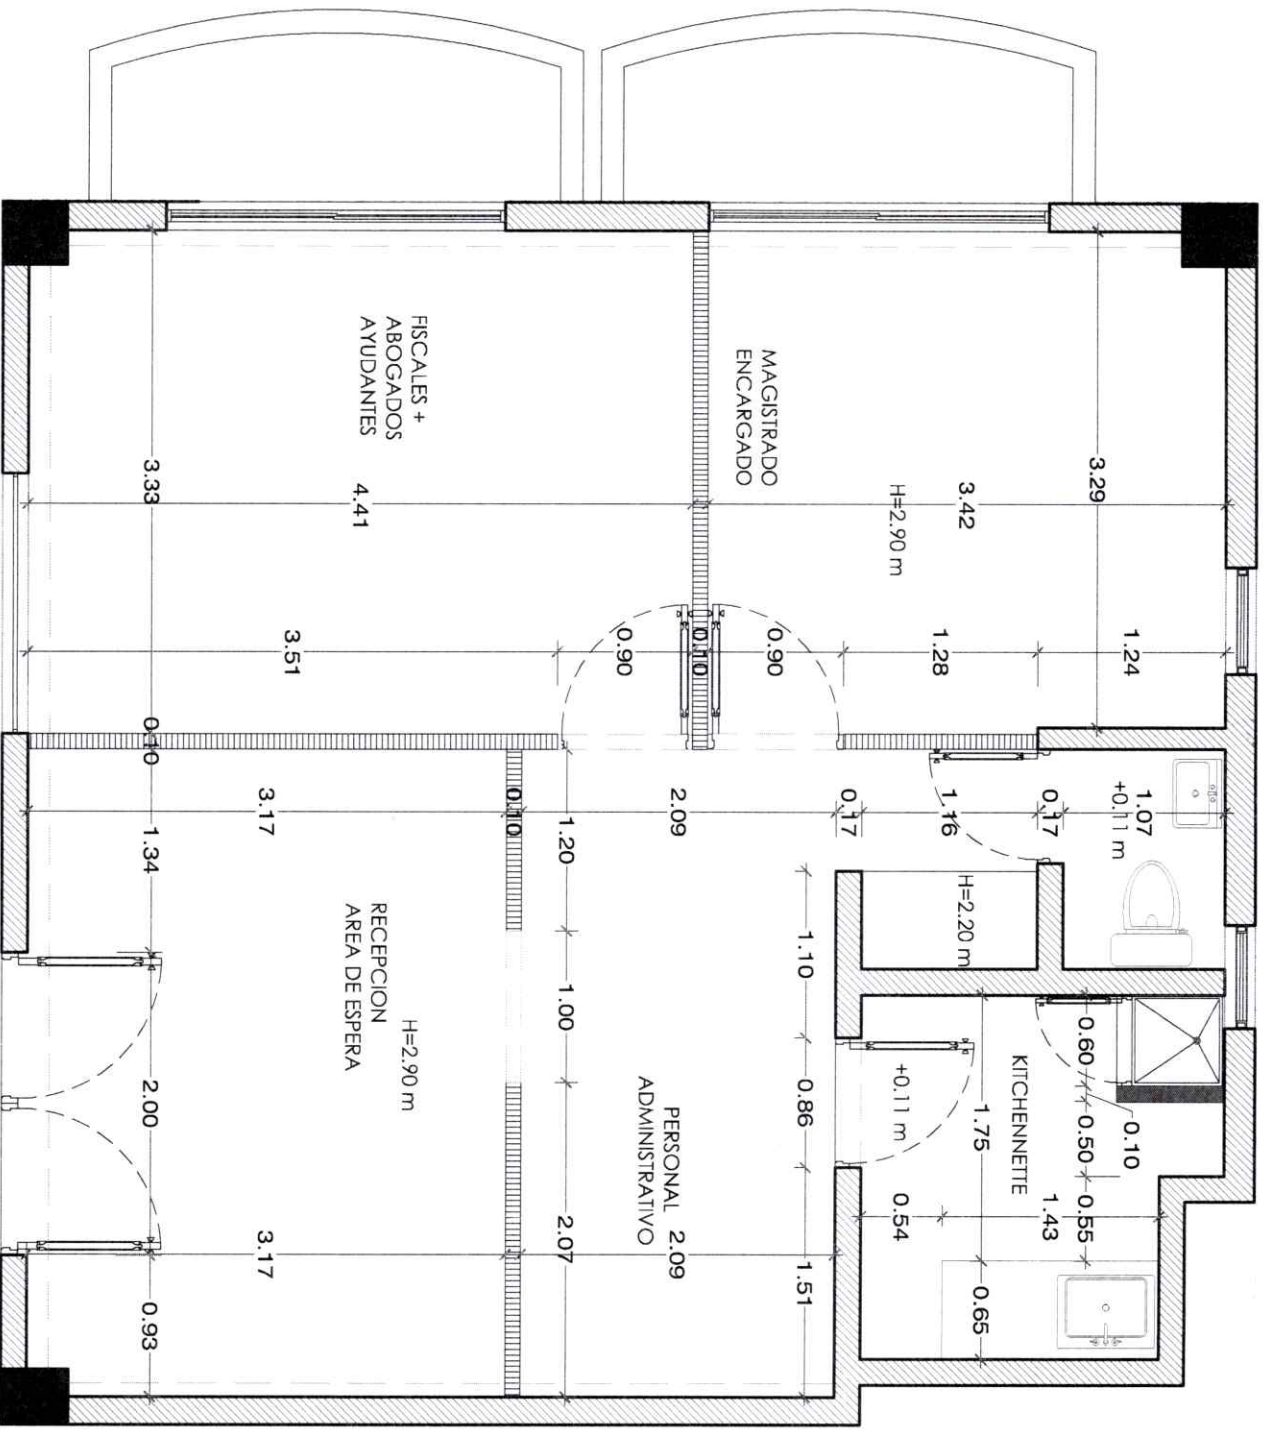 FISCALES +
ABOGADOS
AYUDANTES
3.33
4.41
3.51
0.90
0.10
MAGISTRADO
ENCARGADO
H=2.90 m
3.29
3.42
0.90
1.28
1.24
0.10
1.34
2.00
0.93
3.17
0.10
2.09
0.17
1.16
0.17
1.07
+0.11 m
H=2.20 m
RECEPCION
AREA DE ESPERA
H=2.90 m
3.17
1.20
1.00
2.07
PERSONAL
ADMINISTRATIVO
2.09
1.10
0.86
1.51
KITCHENNETTE
+0.11 m
0.60
0.10
0.50
0.55
1.75
0.65
1.43
0.54